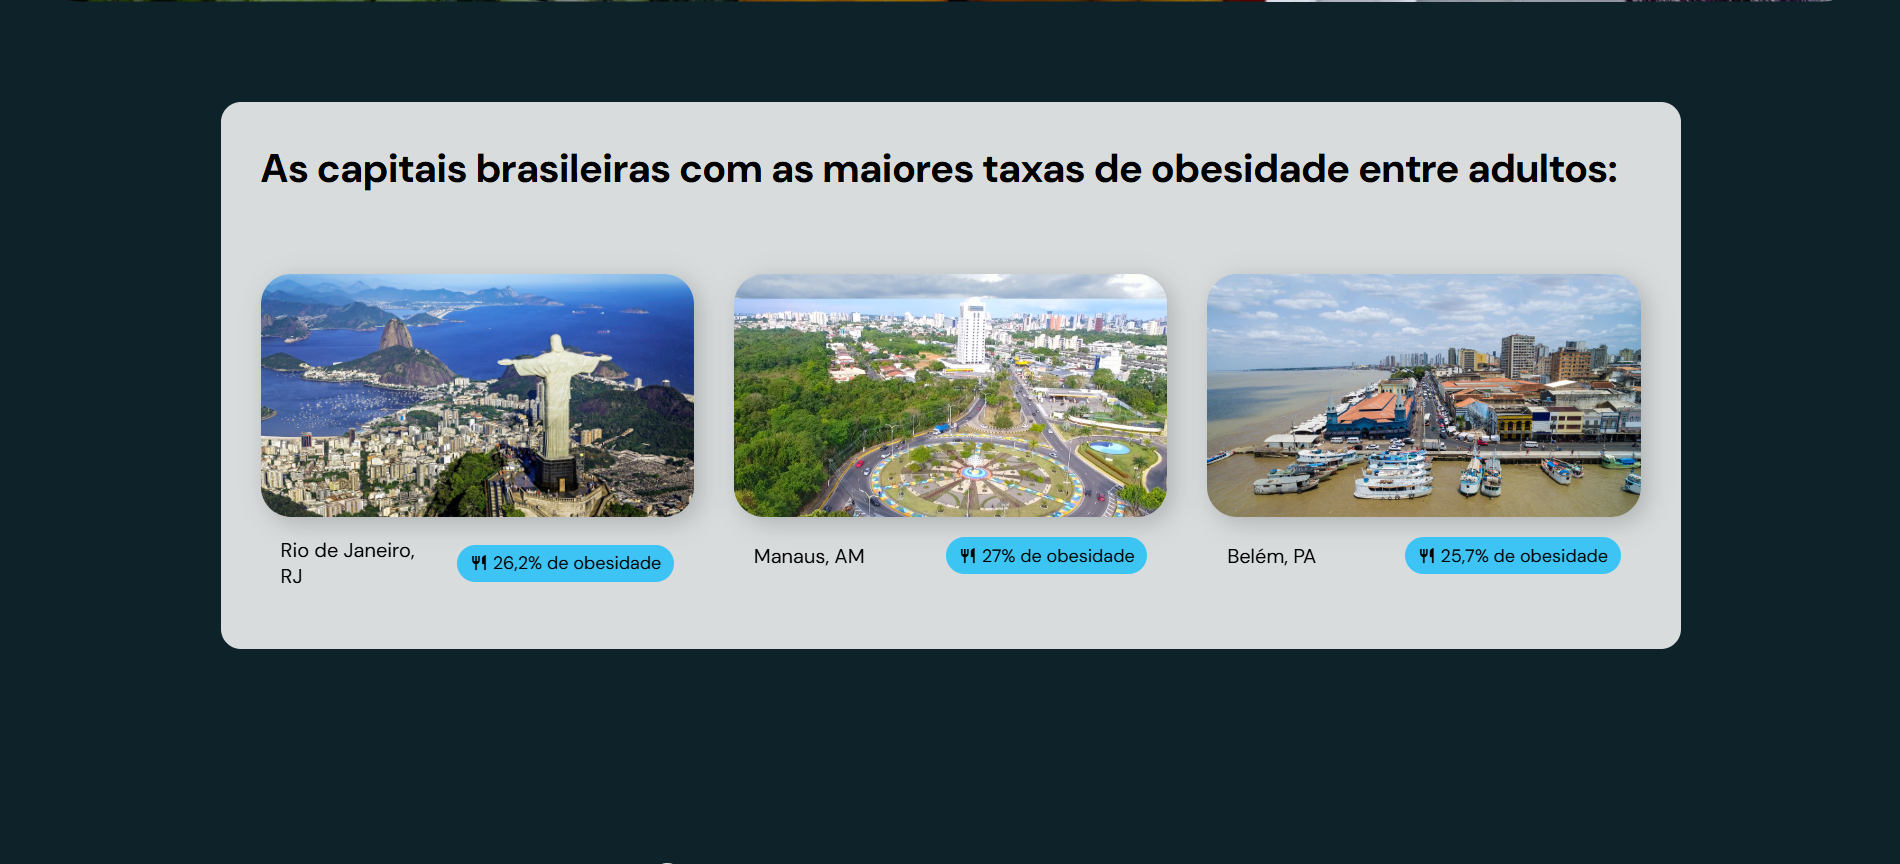 As capitais brasileiras com as maiores taxas de obesidade entre adultos:
Rio de Janeiro,
RJ
26,2% de obesidade
Manaus, AM
27% de obesidade
Belém, PA
25,7% de obesidade